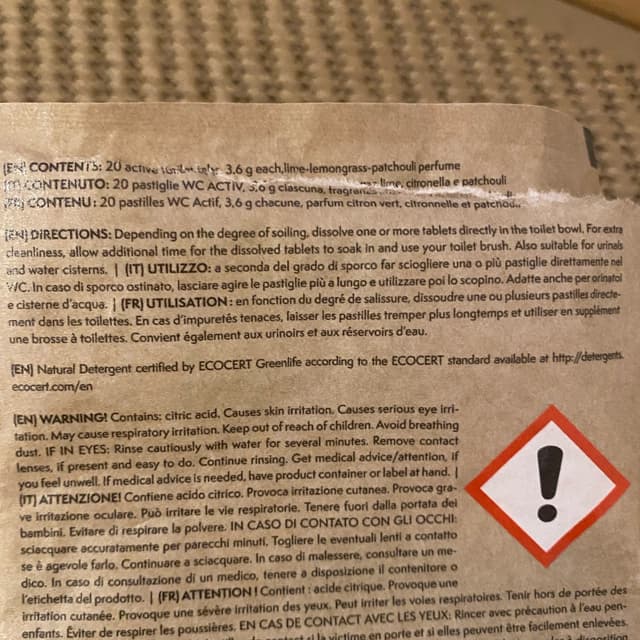 (EN) CONTENTS: 20 active 3,6 g each, lime-lemongrass-patchouli perfume
(IT) CONTENUTO: 20 pastiglie WC ACTIV, 3,6 g ciascuna, lime, citronella e patchouli
(FR) CONTENU: 20 pastilles WC Actif, 3,6 g chacune, parfum citron vert, citronnelle et
(EN) DIRECTIONS: Depending on the degree of soiling, dissolve one or more tablets directly in the toilet bowl. For extra
cleanliness, allow additional time for the dissolved tablets to soak in and use your toilet brush. Also suitable for urinals
and water cisterns. | (IT) UTILIZZO: a seconda del grado di sporco far sciogliere una o più pastiglie direttamente nel
WC. In caso di sporco ostinato, lasciare agire le pastiglie più a lungo e utilizzare poi lo scopino. Adatte anche per orinatoi
e cisterne d'acqua. | (FR) UTILISATION: en fonction du degré de salissure, dissoudre une ou plusieurs pastilles directe-
ment dans les toilettes. En cas d'impuretés tenaces, laisser les pastilles tremper plus longtemps et utiliser en supplément
une brosse à toilettes. Convient également aux urinoirs et aux réservoirs d'eau.
(EN) Natural Detergent certified by ECOCERT Greenlife according to the ECOCERT standard available at http://detergents.
ecocert.com/en
(EN) WARNING! Contains: citric acid. Causes skin irritation. Causes serious eye irri-
tation. May cause respiratory irritation. Keep out of reach of children. Avoid breathing
dust. IF IN EYES: Rinse cautiously with water for several minutes. Remove contact
lenses, if present and easy to do. Continue rinsing. Get medical advice/attention, if
you feel unwell. If medical advice is needed, have product container or label at hand. |
(IT) ATTENZIONE! Contiene acido citrico. Provoca irritazione cutanea. Provoca gra-
ve irritazione oculare. Può irritare le vie respiratorie. Tenere fuori dalla portata dei
bambini. Evitare di respirare la polvere. IN CASO DI CONTATO CON GLI OCCHI:
sciacquare accuratamente per parecchi minuti. Togliere le eventuali lenti a contatto
se è agevole farlo. Continuare a sciacquare. In caso di malessere, consultare un me-
dico. In caso di consultazione di un medico, tenere a disposizione il contenitore o
l'etichetta del prodotto. | (FR) ATTENTION ! Contient : acide citrique. Provoque une
irritation cutanée. Provoque une sévère irritation des yeux. Peut irriter les voies respiratoires. Tenir hors de portée des
enfants. Éviter de respirer les poussières. EN CAS DE CONTACT AVEC LES YEUX: Rincer avec précaution à l'eau pen-
si la victime en porte et si elles peuvent être facilement enlevées.